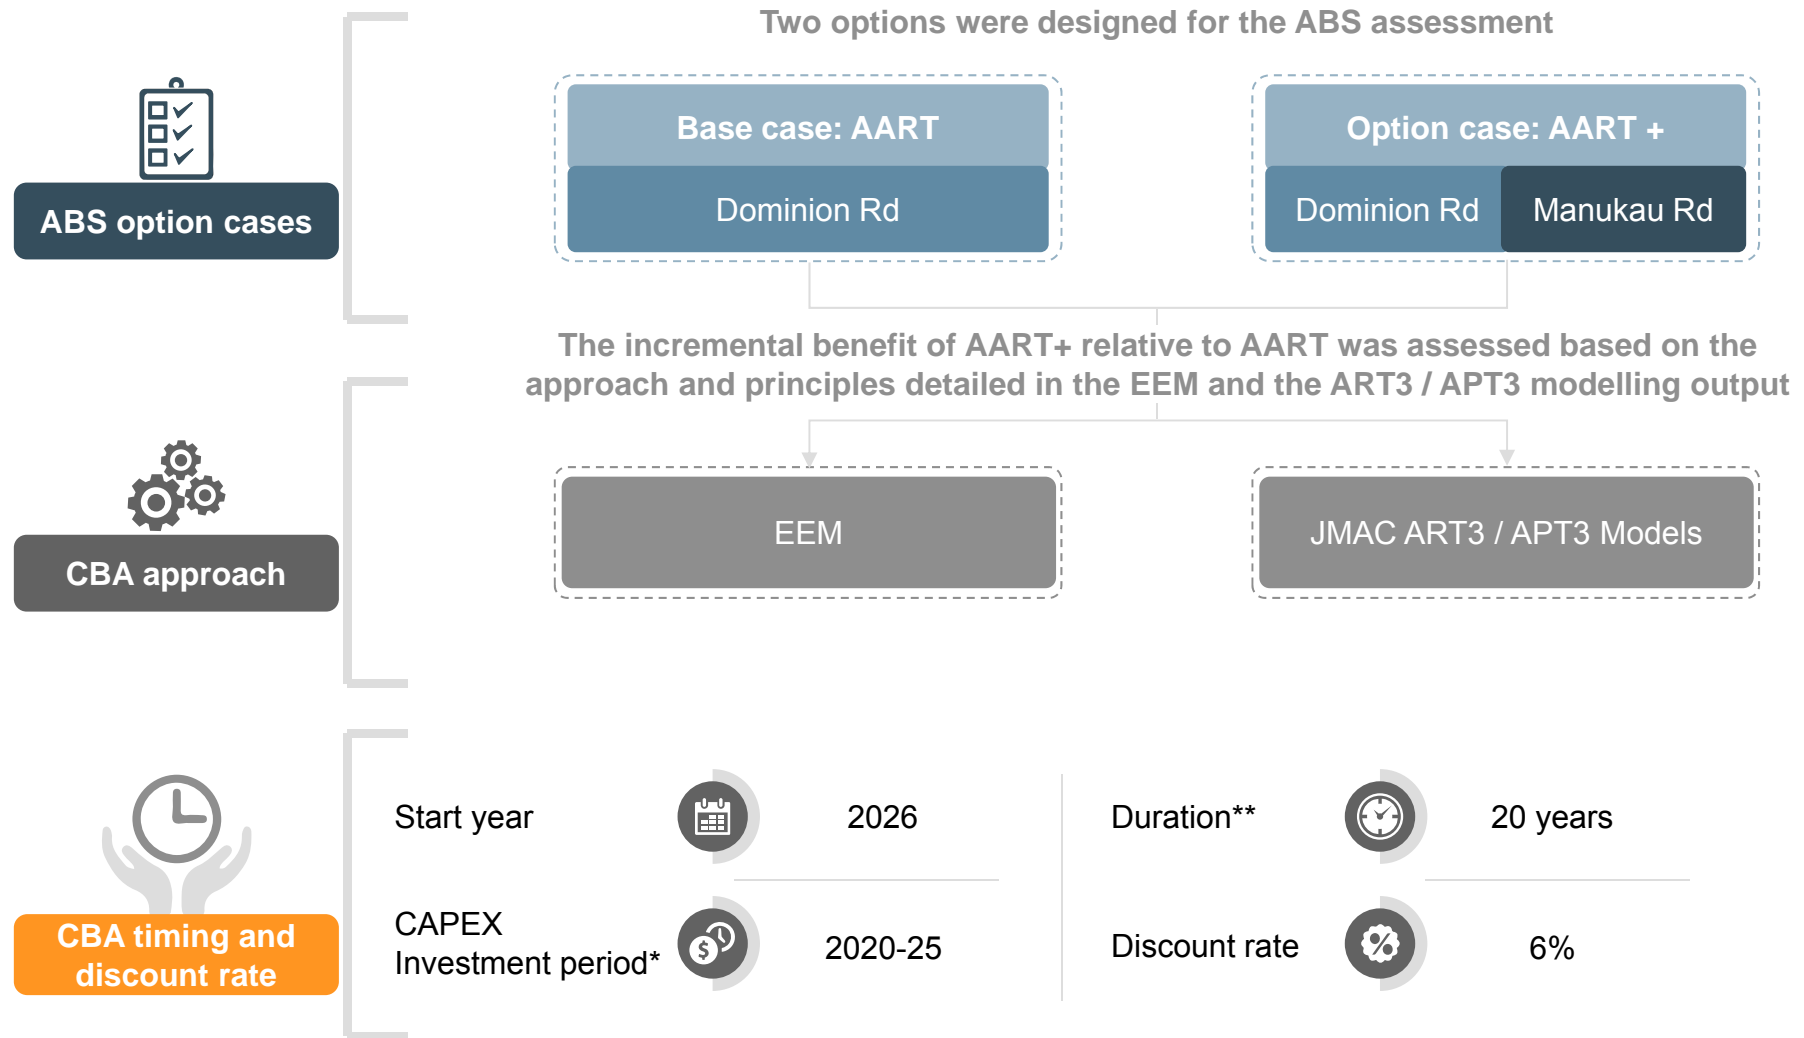 Two options were designed for the ABS assessment
Base case: AART
Option case: AART +
ABS option cases
Dominion Rd
Dominion Rd
Manukau Rd
The incremental benefit of AART+ relative to AART was assessed based on the
approach and principles detailed in the EEM and the ART3 / APT3 modelling output
CBA approach
EEM
JMAC ART3 / APT3 Models
CBA timing and
discount rate
Start year
2026
Duration**
20 years
CAPEX
Investment period*
2020-25
Discount rate
6%